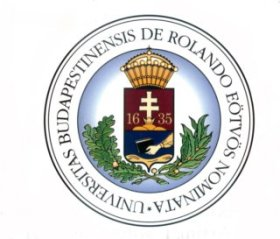 UNIVERSITAS BUDAPESTINENSIS DE ROLANDO EÖTVÖS NOMINATA
16 35